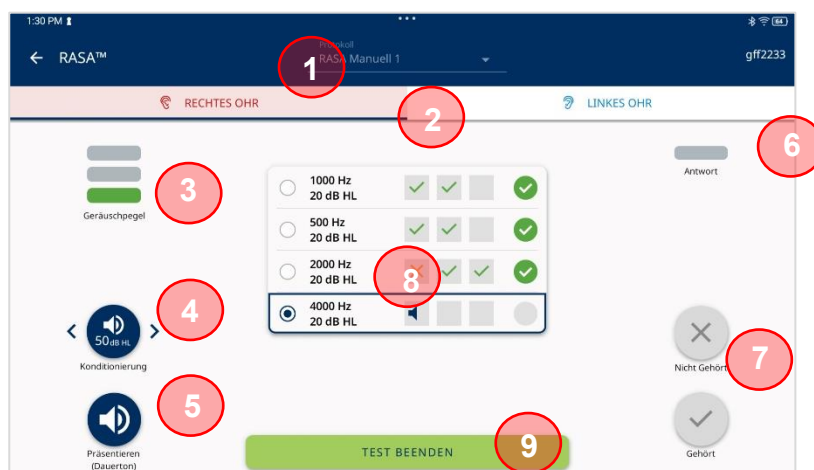 1:30 PM
64
← RASA™
Protokoll
RASA Manuell 1
gff2233
1
RECHTES OHR
LINKES OHR
2
6
Antwort
3
Geräuschpegel
1000 Hz
20 dB HL
500 Hz
20 dB HL
2000 Hz
20 dB HL
8
4000 Hz
20 dB HL
4
50 dB HL
Konditionierung
7
Nicht Gehört
5
Präsentieren
(Dauerton)
TEST BEENDEN
9
Gehört